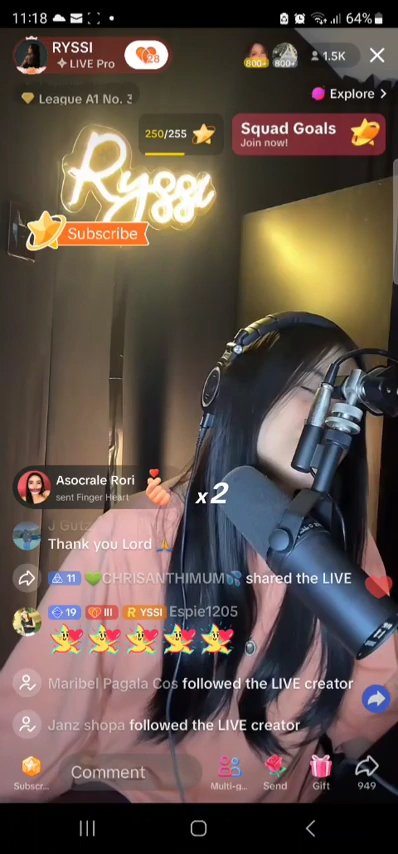 11:18
64%
RYSSI
LIVE Pro
28
800+
800+
1.5K
League A1 No. 3
Explore >
250/255
Squad Goals
Join now!
Ryssi
Subscribe
Asocrale Rori
sent Finger Heart
x2
J Gutz
Thank you Lord 🙏
11 💚CHRISANTHIMUM💦 shared the LIVE
19 III R YSSI Espie1205
Maribel Pagala Cos followed the LIVE creator
Janz shopa followed the LIVE creator
Subscr...
Comment
Multi-g...
Send
Gift
949